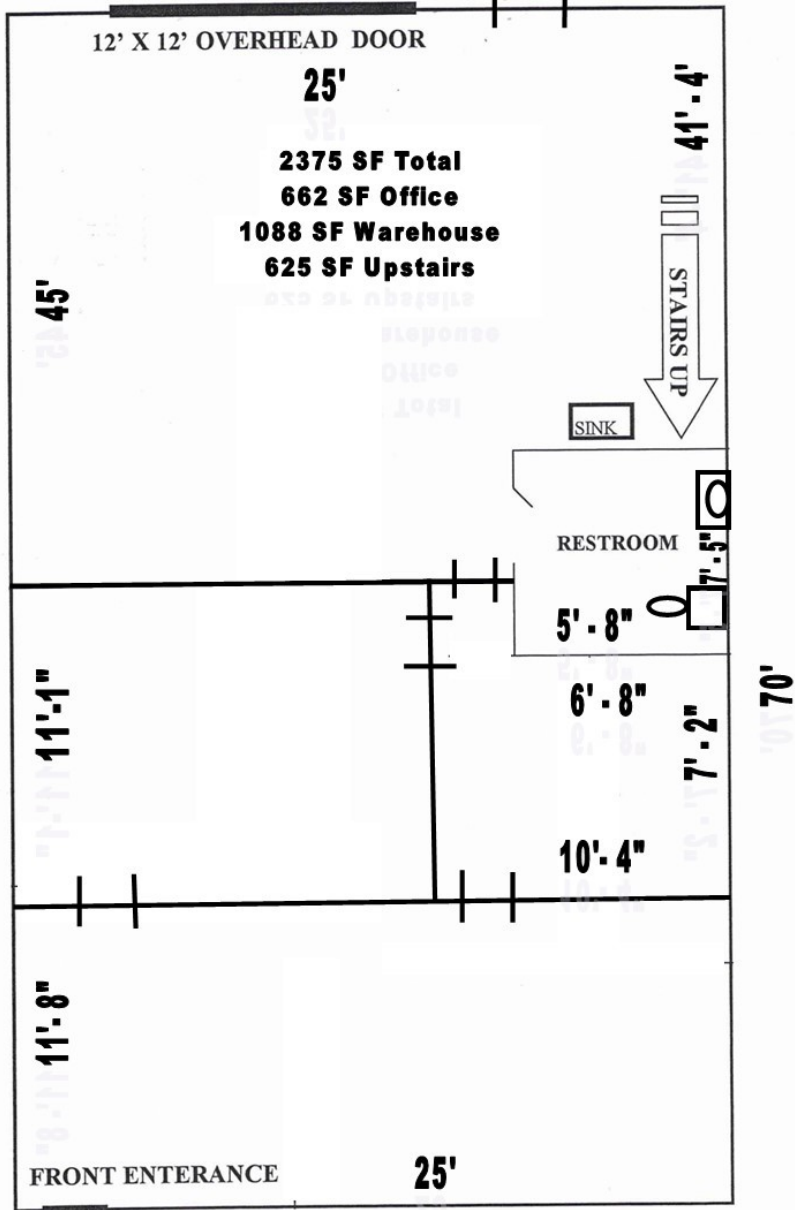 12' X 12' OVERHEAD DOOR
25'
41' - 4'
2375 SF Total
662 SF Office
1088 SF Warehouse
625 SF Upstairs
45'
STAIRS UP
SINK
RESTROOM
7' - 5"
5' - 8"
6' - 8"
11'-1"
7' - 2"
70'
10'- 4"
11'- 8"
FRONT ENTERANCE
25'